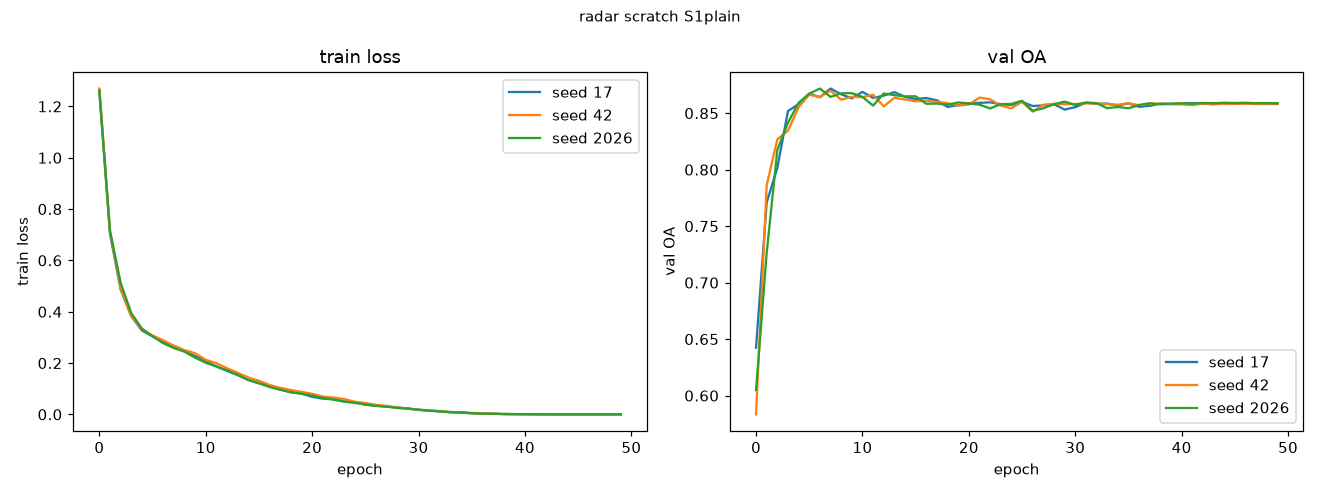 radar scratch S1plain
train loss
train loss
1.2
1.0
0.8
0.6
0.4
0.2
0.0
0 10 20 30 40 50
epoch
seed 17
seed 42
seed 2026
val OA
val OA
0.85
0.80
0.75
0.70
0.65
0.60
0 10 20 30 40 50
epoch
seed 17
seed 42
seed 2026